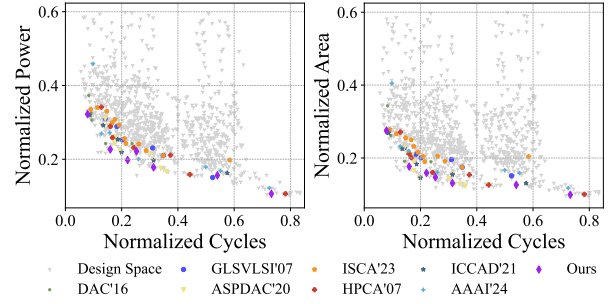 0.6
0.4
0.2
0.0 0.2 0.4 0.6 0.8
Normalized Power
Normalized Cycles
0.6
0.4
0.2
0.0 0.2 0.4 0.6 0.8
Normalized Area
Normalized Cycles
Design Space GLSVLSI'07 ISCA'23 ICCAD'21 Ours
DAC'16 ASPDAC'20 HPCA'07 AAAI'24